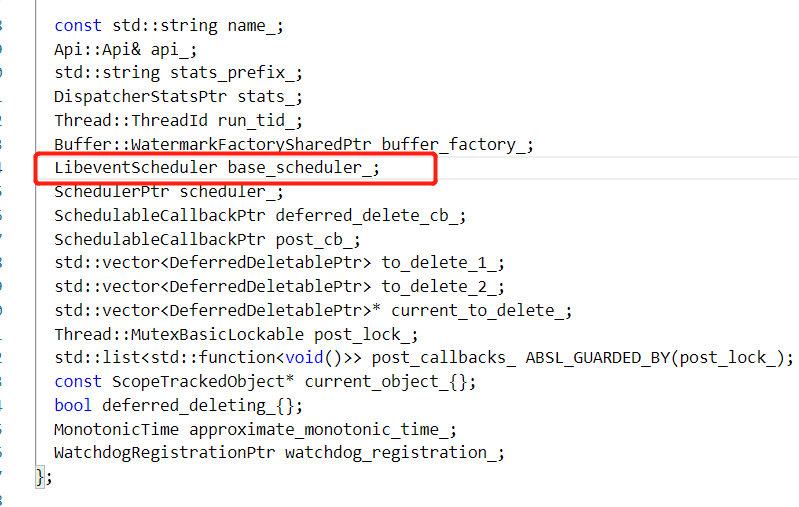 const std::string name_;
Api::Api& api_;
std::string stats_prefix_;
DispatcherStatsPtr stats_;
Thread::ThreadId run_tid_;
Buffer::WatermarkFactorySharedPtr buffer_factory_;
LibeventScheduler base_scheduler_;
SchedulerPtr scheduler_;
SchedulableCallbackPtr deferred_delete_cb_;
SchedulableCallbackPtr post_cb_;
std::vector<DeferredDeletablePtr> to_delete_1_;
std::vector<DeferredDeletablePtr> to_delete_2_;
std::vector<DeferredDeletablePtr>* current_to_delete_;
Thread::MutexBasicLockable post_lock_;
std::list<std::function<void()>> post_callbacks_ ABSL_GUARDED_BY(post_lock_);
const ScopeTrackedObject* current_object_{};
bool deferred_deleting_{};
MonotonicTime approximate_monotonic_time_;
WatchdogRegistrationPtr watchdog_registration_;
};